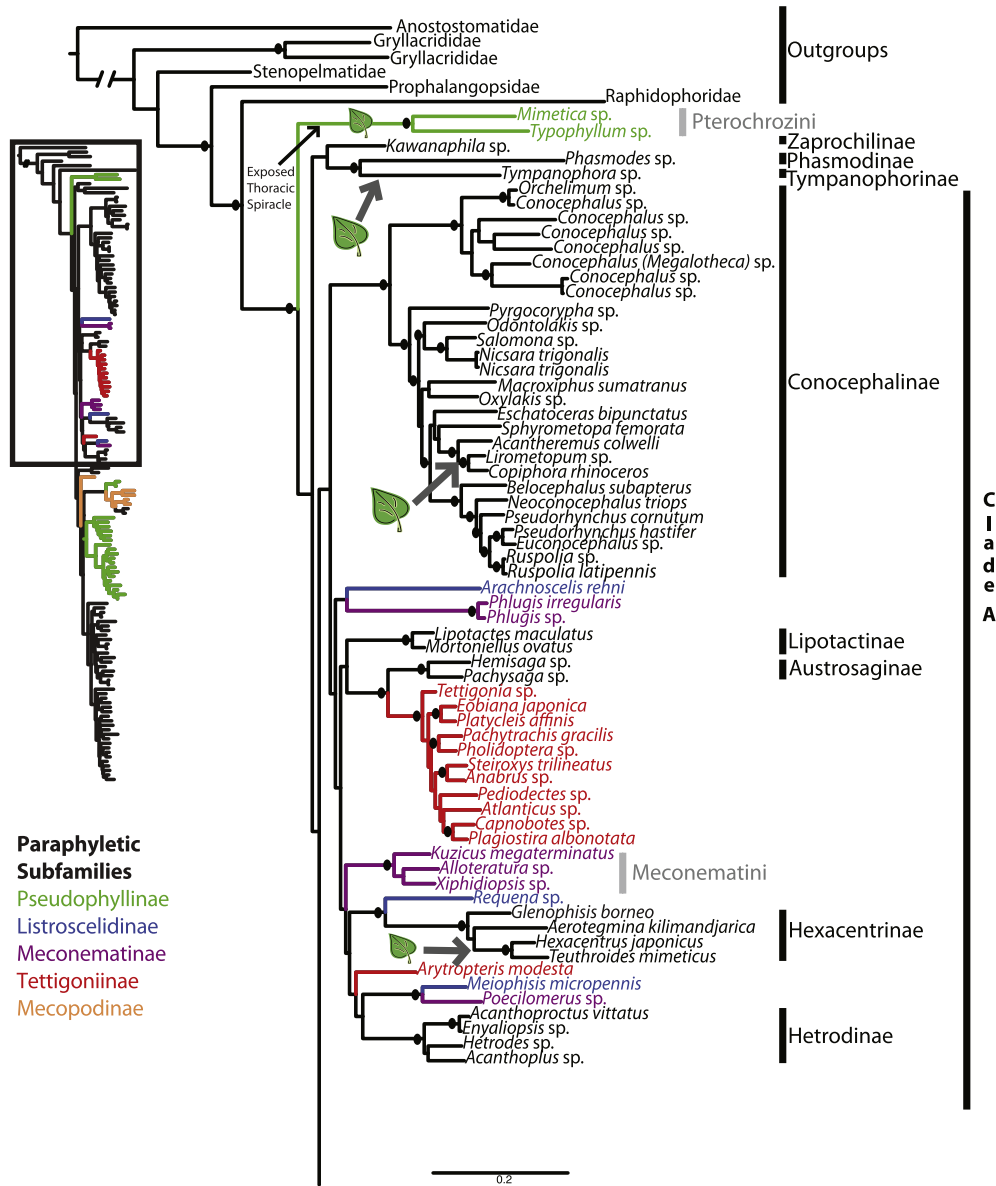 Anostostomatidae
Gryllacrididae
Gryllacrididae
Stenopelmatidae
Prophalangopsidae
Raphidophoridae
Outgroups
Mimetica sp.
Typophyllum sp.
Pterochrozini
Exposed
Thoracic
Spiracle
Kawanaphila sp.
Zaprochilinae
Phasmodes sp.
Phasmodinae
Tympanophora sp.
Tympanophorinae
Orchelimum sp.
Conocephalus sp.
Conocephalus sp.
Conocephalus sp.
Conocephalus sp.
Conocephalus (Megalotheca) sp.
Conocephalus sp.
Conocephalus sp.
Pyrgocorypha sp.
Odontolakis sp.
Salomona sp.
Nicsara trigonalis
Nicsara trigonalis
Macroxiphus sumatranus
Oxylakis sp.
Eschatoceras bipunctatus
Sphyrometopa femorata
Acantheremus colwelli
Lirometopum sp.
Copiphora rhinoceros
Belocephalus subapterus
Neoconocephalus triops
Pseudorhynchus cornutum
Pseudorhynchus hastifer
Euconocephalus sp.
Ruspolia sp.
Ruspolia latipennis
Conocephalinae
Arachnoscelis rehni
Phlugis irregularis
Phlugis sp.
Lipotactes maculatus
Mortoniellus ovatus
Lipotactinae
Hemisaga sp.
Pachysaga sp.
Austrosaginae
Tettigonia sp.
Eobiana japonica
Platycleis affinis
Pachytrachis gracilis
Pholidoptera sp.
Steiroxys trilineatus
Anabrus sp.
Pediodectes sp.
Atlanticus sp.
Capnobotes sp.
Plagiostira albonotata
Kuzicus megaterminatus
Alloteratura sp.
Xiphidiopsis sp.
Meconematini
Requena sp.
Glenophisis borneo
Aerotegmina kilimandjarica
Hexacentrus japonicus
Teuthroides mimeticus
Hexacentrinae
Arytropteris modesta
Meiophisis micropennis
Poecilomerus sp.
Acanthoproctus vittatus
Enyaliopsis sp.
Hetrodes sp.
Acanthoplus sp.
Hetrodinae
Clade A
Paraphyletic
Subfamilies
Pseudophyllinae
Listroscelidinae
Meconematinae
Tettigoniinae
Mecopodinae
0.2